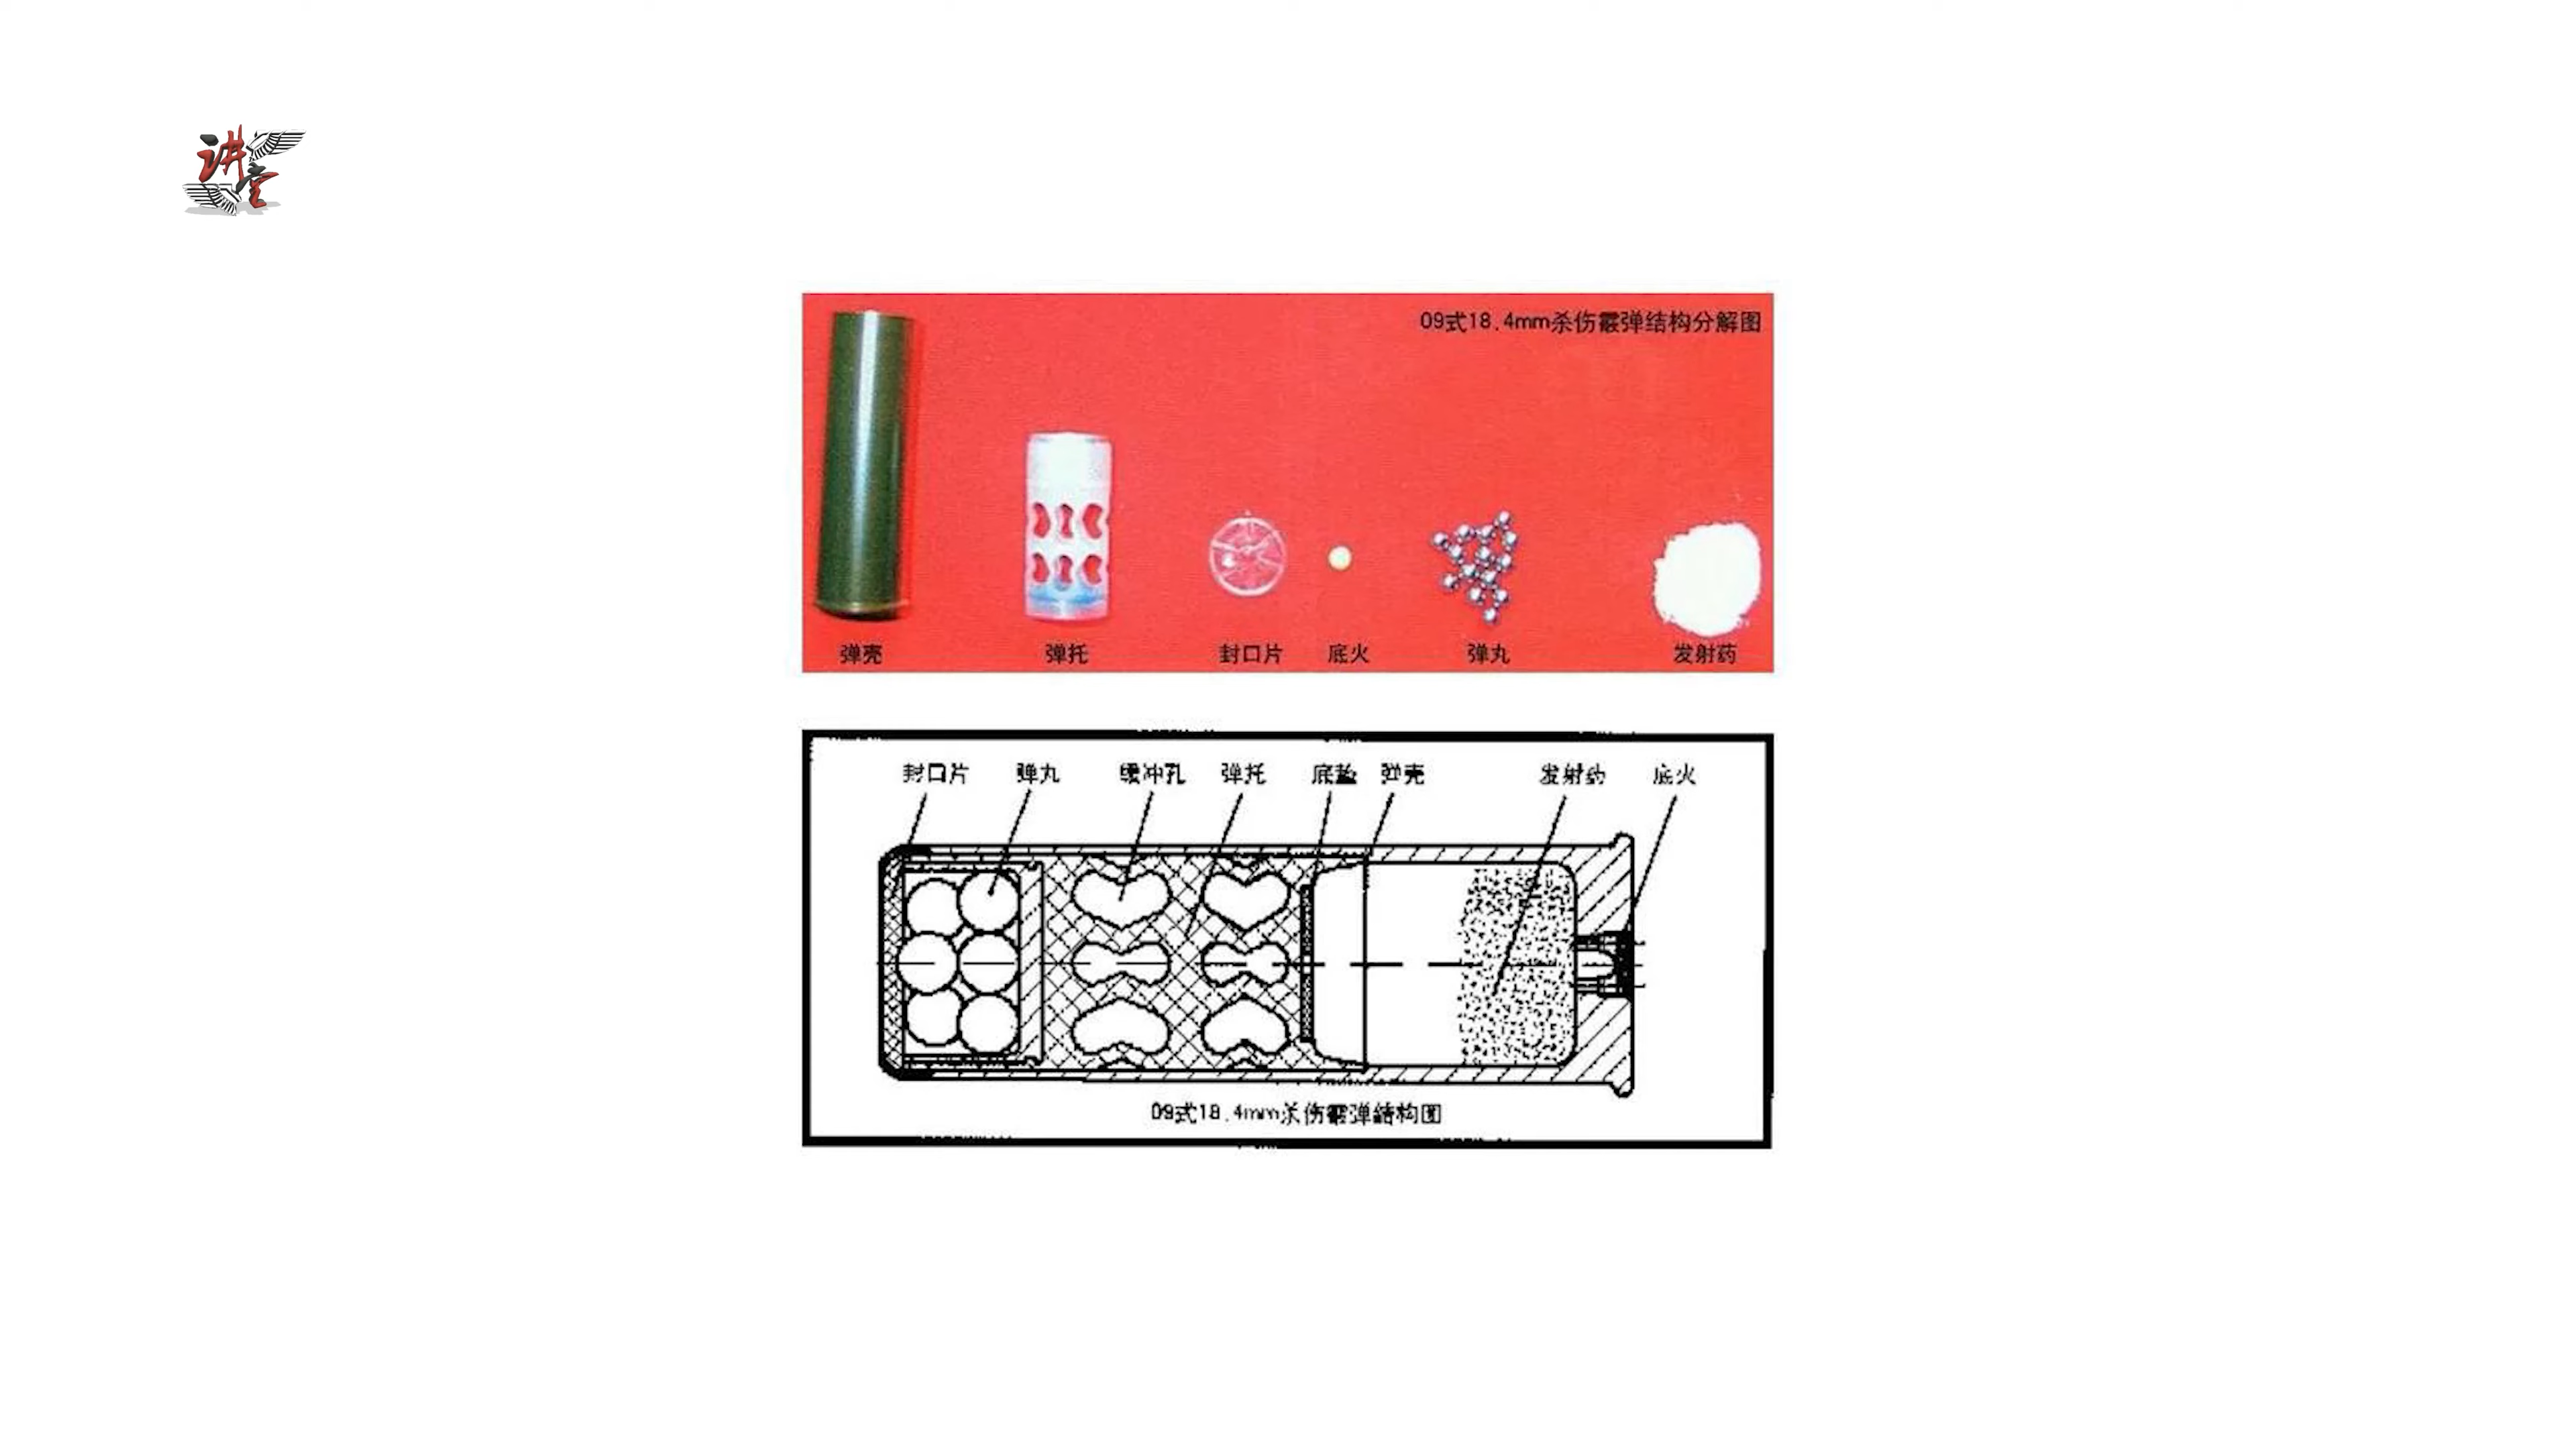 讲堂
09式18.4mm杀伤霰弹结构分解图
弹壳 弹托 封口片 底火 弹丸 发射药
封口片 弹丸 缓冲孔 弹托 底垫 弹壳 发射药 底火
09式18.4mm杀伤霰弹结构图